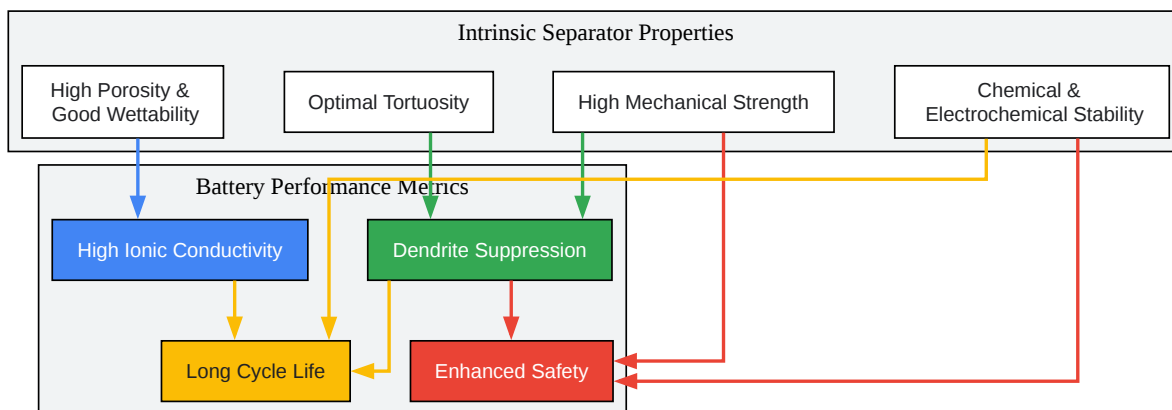 Intrinsic Separator Properties
High Porosity &
Good Wettability
Optimal Tortuosity
High Mechanical Strength
Chemical &
Electrochemical Stability
Battery Performance Metrics
High Ionic Conductivity
Dendrite Suppression
Long Cycle Life
Enhanced Safety